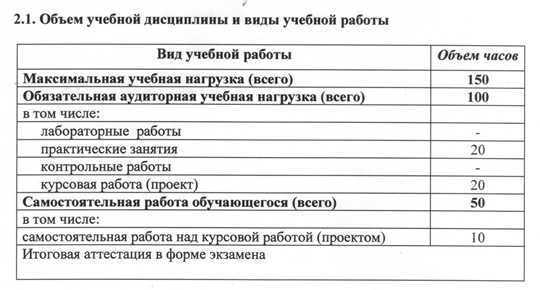 2.1. Объем учебной дисциплины и виды учебной работы
Вид учебной работы Объем часов
Максимальная учебная нагрузка (всего) 150
Обязательная аудиторная учебная нагрузка (всего) 100
в том числе:
лабораторные работы -
практические занятия 20
контрольные работы -
курсовая работа (проект) 20
Самостоятельная работа обучающегося (всего) 50
в том числе:
самостоятельная работа над курсовой работой (проектом) 10
Итоговая аттестация в форме экзамена